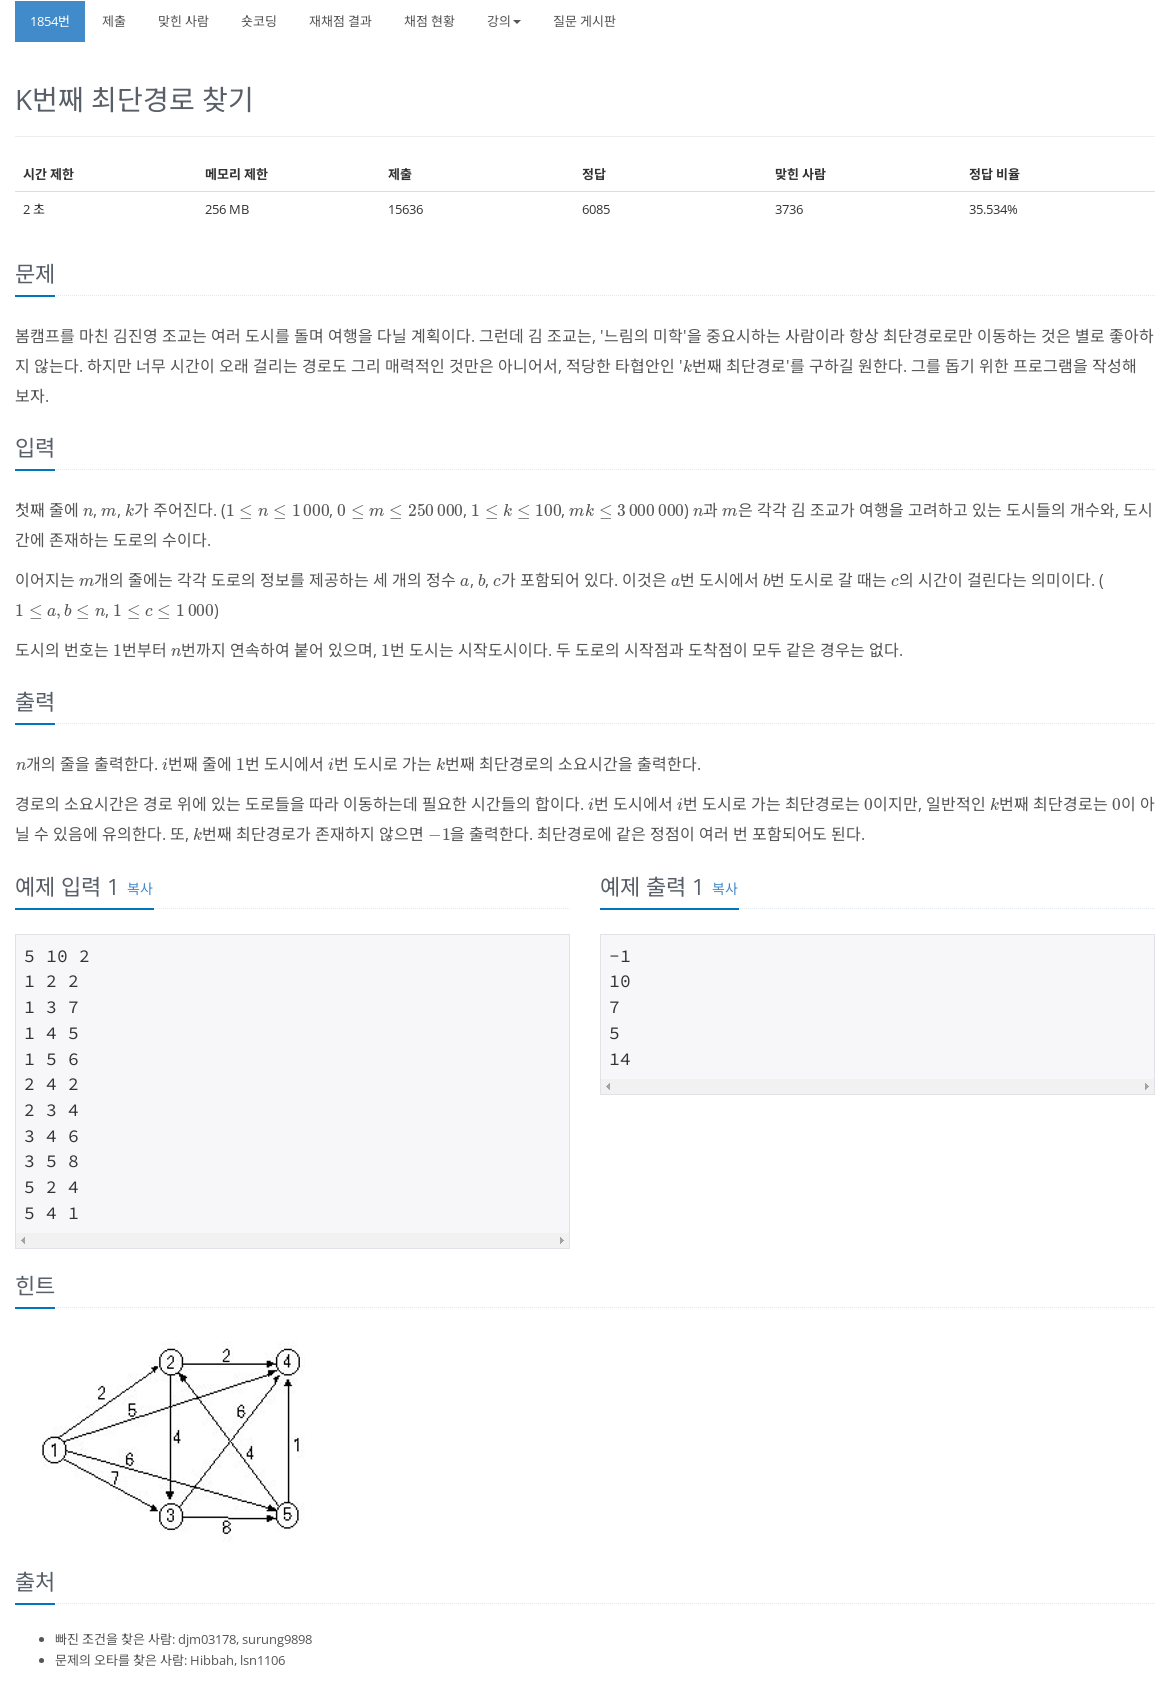 1854번 제출 맞힌 사람 숏코딩 재채점 결과 채점 현황 강의 질문 게시판
K번째 최단경로 찾기
시간 제한 메모리 제한 제출 정답 맞힌 사람 정답 비율
2 초 256 MB 15636 6085 3736 35.534%
문제
봄캠프를 마친 김진영 조교는 여러 도시를 돌며 여행을 다닐 계획이다. 그런데 김 조교는, '느림의 미학'을 중요시하는 사람이라 항상 최단경로로만 이동하는 것은 별로 좋아하
지 않는다. 하지만 너무 시간이 오래 걸리는 경로도 그리 매력적인 것만은 아니어서, 적당한 타협안인 'k번째 최단경로'를 구하길 원한다. 그를 돕기 위한 프로그램을 작성해
보자.
입력
첫째 줄에 n, m, k가 주어진다. (1 ≤ n ≤ 1 000, 0 ≤ m ≤ 250 000, 1 ≤ k ≤ 100, mk ≤ 3 000 000) n과 m은 각각 김 조교가 여행을 고려하고 있는 도시들의 개수와, 도시
간에 존재하는 도로의 수이다.
이어지는 m개의 줄에는 각각 도로의 정보를 제공하는 세 개의 정수 a, b, c가 포함되어 있다. 이것은 a번 도시에서 b번 도시로 갈 때는 c의 시간이 걸린다는 의미이다. (
1 ≤ a, b ≤ n, 1 ≤ c ≤ 1 000)
도시의 번호는 1번부터 n번까지 연속하여 붙어 있으며, 1번 도시는 시작도시이다. 두 도로의 시작점과 도착점이 모두 같은 경우는 없다.
출력
n개의 줄을 출력한다. i번째 줄에 1번 도시에서 i번 도시로 가는 k번째 최단경로의 소요시간을 출력한다.
경로의 소요시간은 경로 위에 있는 도로들을 따라 이동하는데 필요한 시간들의 합이다. i번 도시에서 i번 도시로 가는 최단경로는 0이지만, 일반적인 k번째 최단경로는 0이 아
닐 수 있음에 유의한다. 또, k번째 최단경로가 존재하지 않으면 −1을 출력한다. 최단경로에 같은 정점이 여러 번 포함되어도 된다.
예제 입력 1 복사
5 10 2
1 2 2
1 3 7
1 4 5
1 5 6
2 4 2
2 3 4
3 4 6
3 5 8
5 2 4
5 4 1
예제 출력 1 복사
-1
10
7
5
14
힌트
2 2 4
2
5
6
4
1
4
1
6
7
3 8 5
출처
빠진 조건을 찾은 사람: djm03178, surung9898
문제의 오타를 찾은 사람: Hibbah, lsn1106